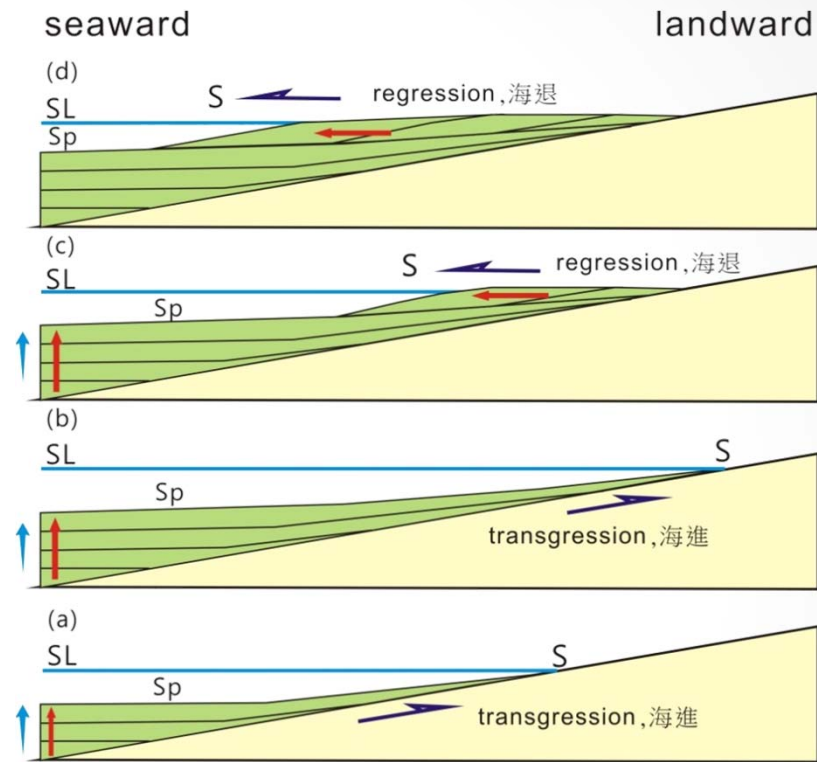 seaward landward
(d)
S regression,海退
SL
Sp
(c)
S regression,海退
SL
Sp
(b)
SL S
Sp
transgression,海進
(a)
SL S
Sp
transgression,海進